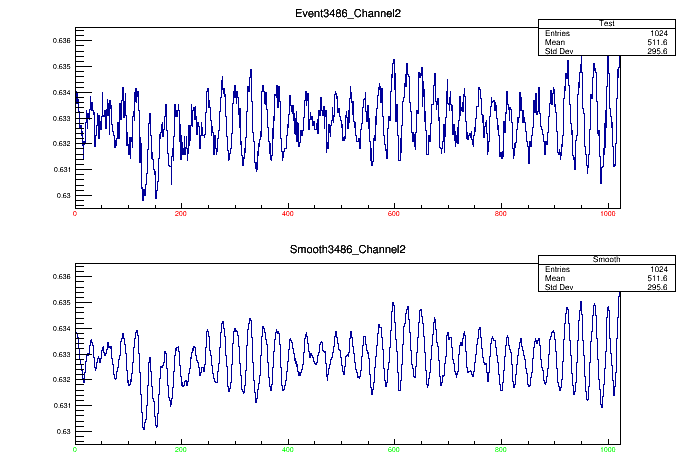 Event3486_Channel2
Test
Entries 1024
Mean 511.6
Std Dev 295.6
0.636
0.635
0.634
0.633
0.632
0.631
0.63
0 200 400 600 800 1000
Smooth3486_Channel2
Smooth
Entries 1024
Mean 511.6
Std Dev 295.6
0.636
0.635
0.634
0.633
0.632
0.631
0.63
0 200 400 600 800 1000